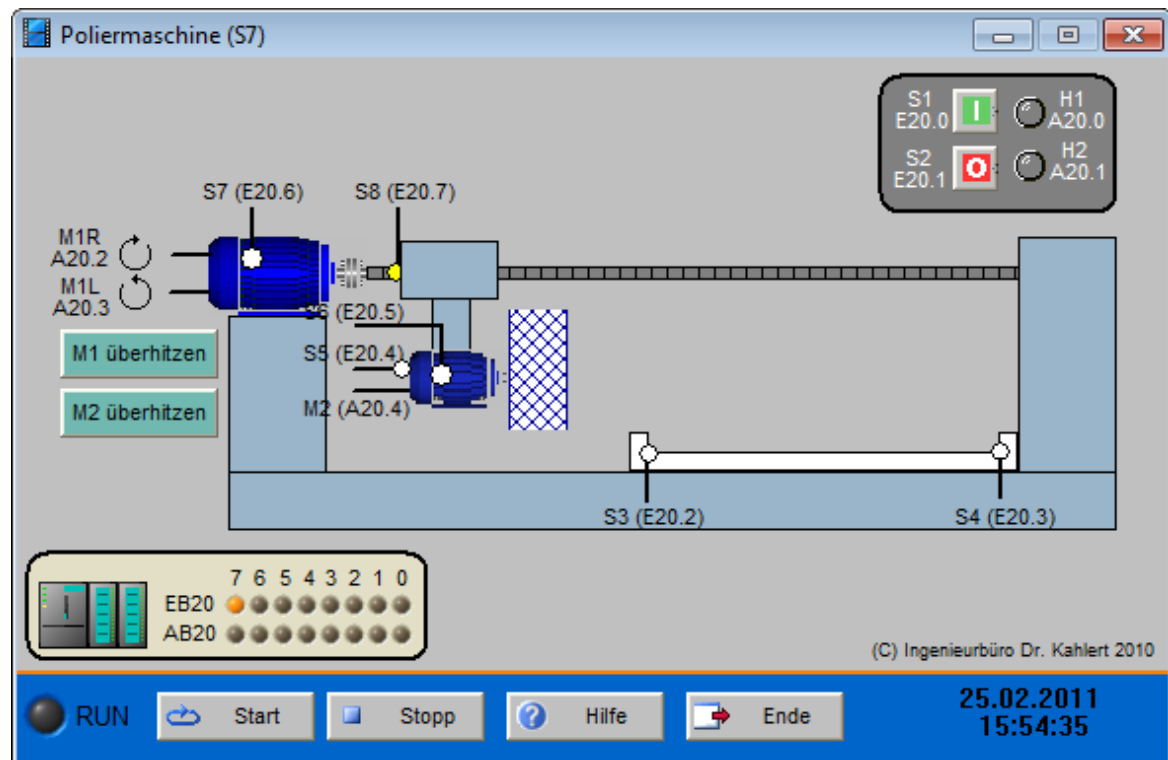 Poliermaschine (S7)
S1
E20.0
H1
A20.0
S2
E20.1
H2
A20.1
S7 (E20.6)
S8 (E20.7)
M1R
A20.2
M1L
A20.3
S6 (E20.5)
M1 überhitzen
S5 (E20.4)
M2 überhitzen
M2 (A20.4)
S3 (E20.2)
S4 (E20.3)
7 6 5 4 3 2 1 0
EB20
AB20
(C) Ingenieurbüro Dr. Kahlert 2010
RUN
Start
Stopp
Hilfe
Ende
25.02.2011
15:54:35